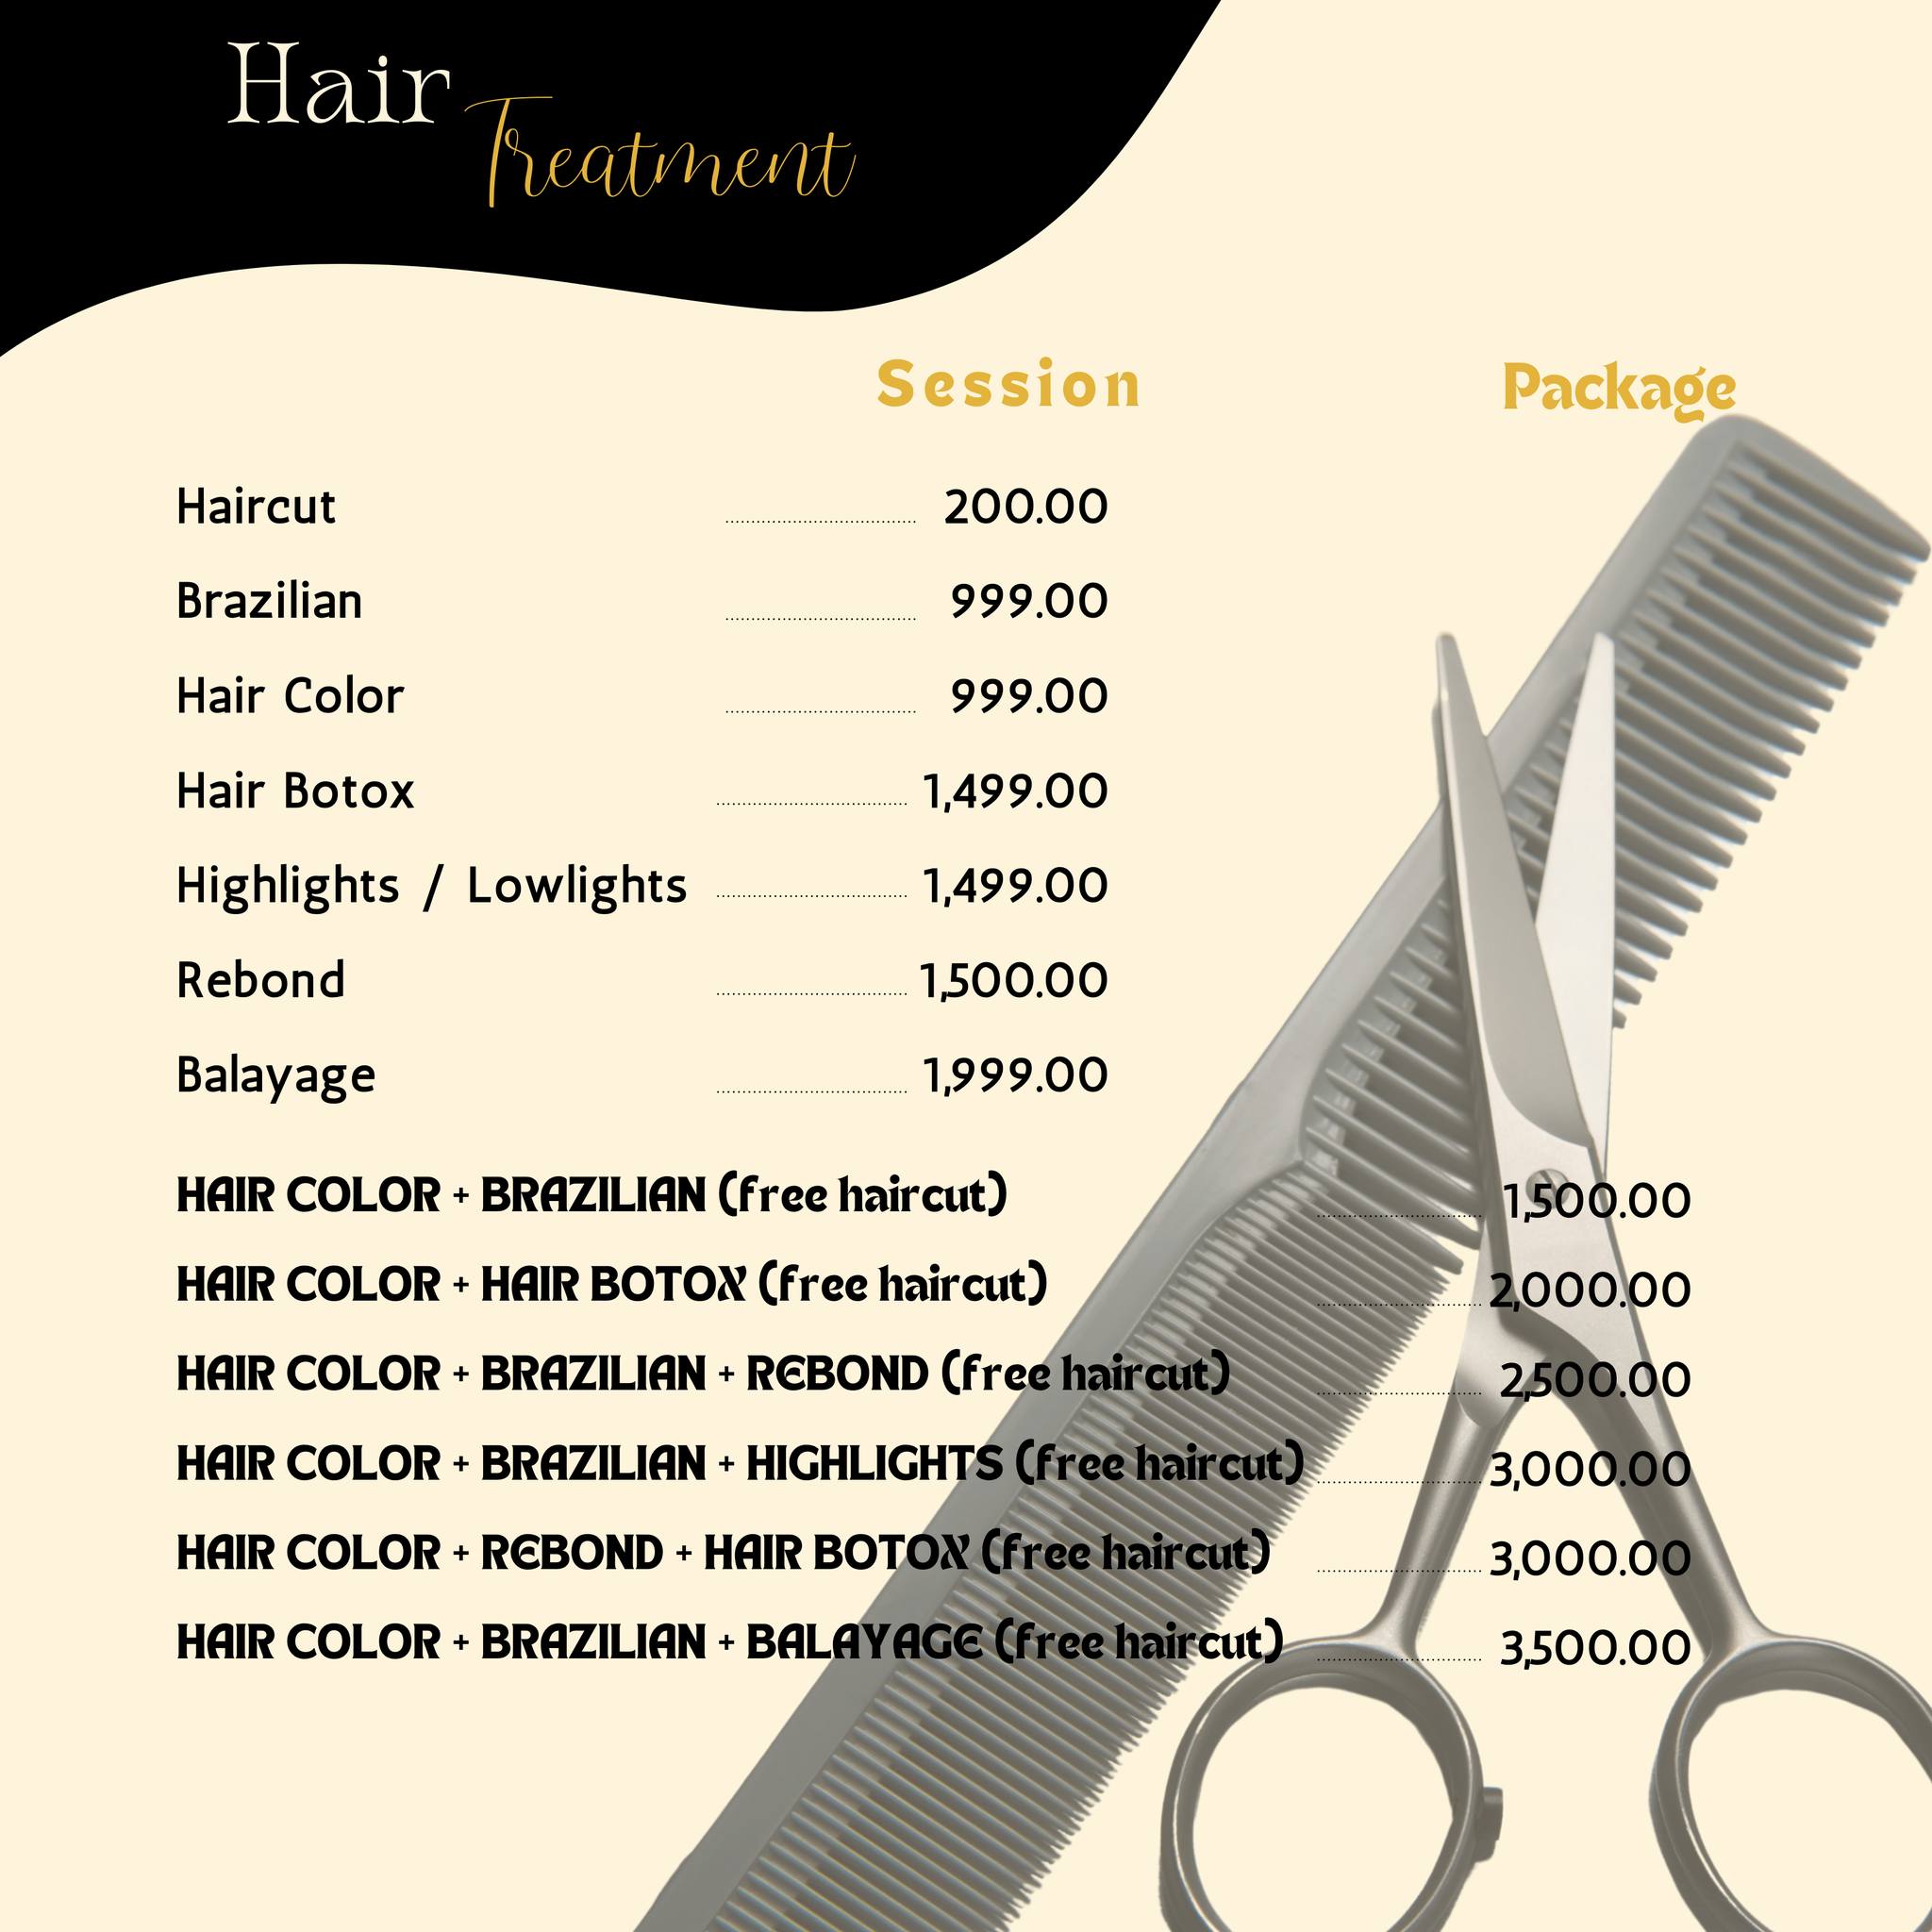 Hair
Treatment
Session Package
Haircut 200.00
Brazilian 999.00
Hair Color 999.00
Hair Botox 1,499.00
Highlights / Lowlights 1,499.00
Rebond 1,500.00
Balayage 1,999.00
HAIR COLOR + BRAZILIAN (free haircut) 1,500.00
HAIR COLOR + HAIR BOTOX (free haircut) 2,000.00
HAIR COLOR + BRAZILIAN + REBOND (free haircut) 2,500.00
HAIR COLOR + BRAZILIAN + HIGHLIGHTS (free haircut) 3,000.00
HAIR COLOR + REBOND + HAIR BOTOX (free haircut) 3,000.00
HAIR COLOR + BRAZILIAN + BALAYAGE (free haircut) 3,500.00